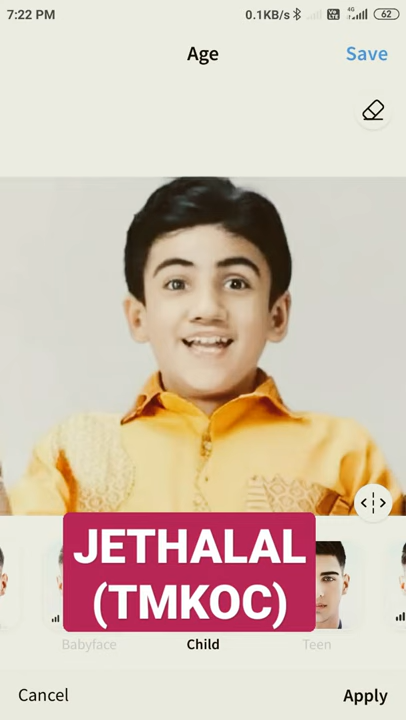 7:22 PM
0.1KB/s
4G
62
Age
Save
JETHALAL
(TMKOC)
Babyface
Child
Teen
Cancel
Apply